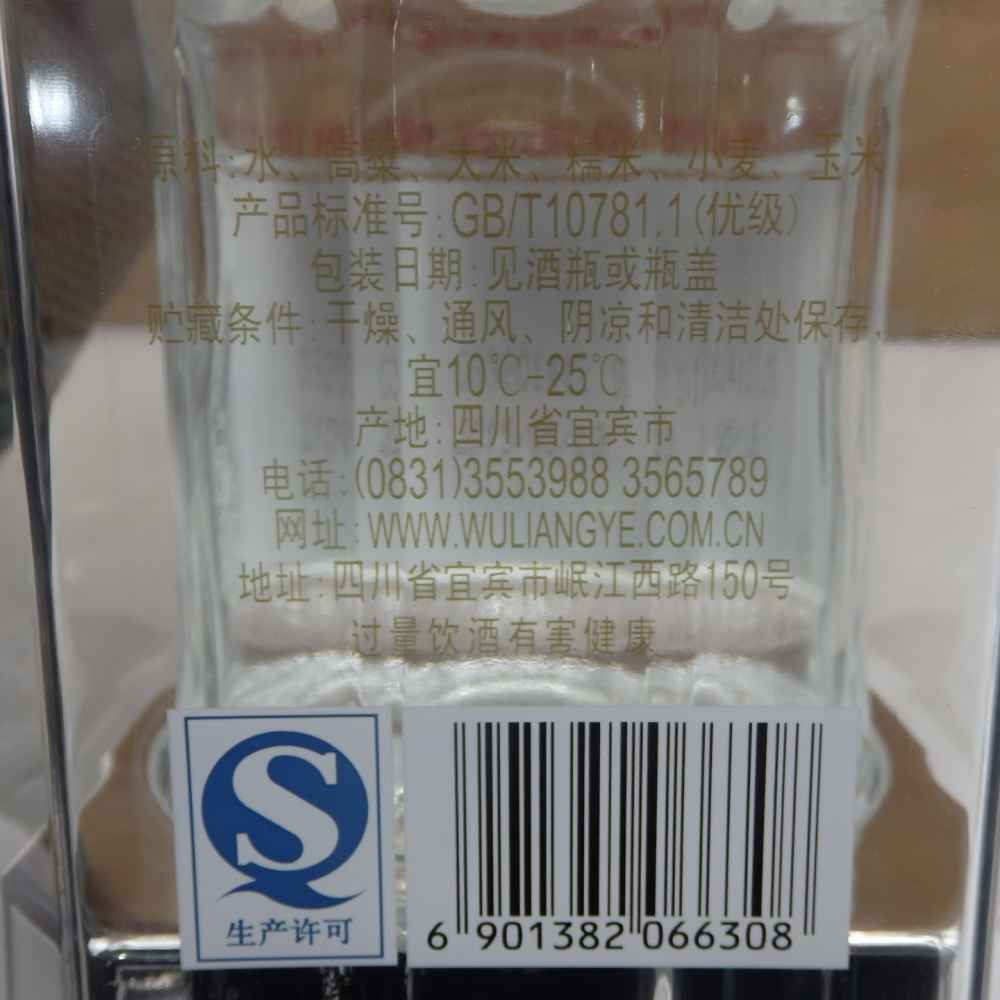 原料:水、高粱、大米、糯米、小麦、玉米
产品标准号:GB/T10781.1(优级)
包装日期:见酒瓶或瓶盖
贮藏条件:干燥、通风、阴凉和清洁处保存,
宜10℃-25℃
产地:四川省宜宾市
电话:(0831)3553988 3565789
网址:WWW.WULIANGYE.COM.CN
地址:四川省宜宾市岷江西路150号
过量饮酒有害健康
S
生产许可
6 901382 066308